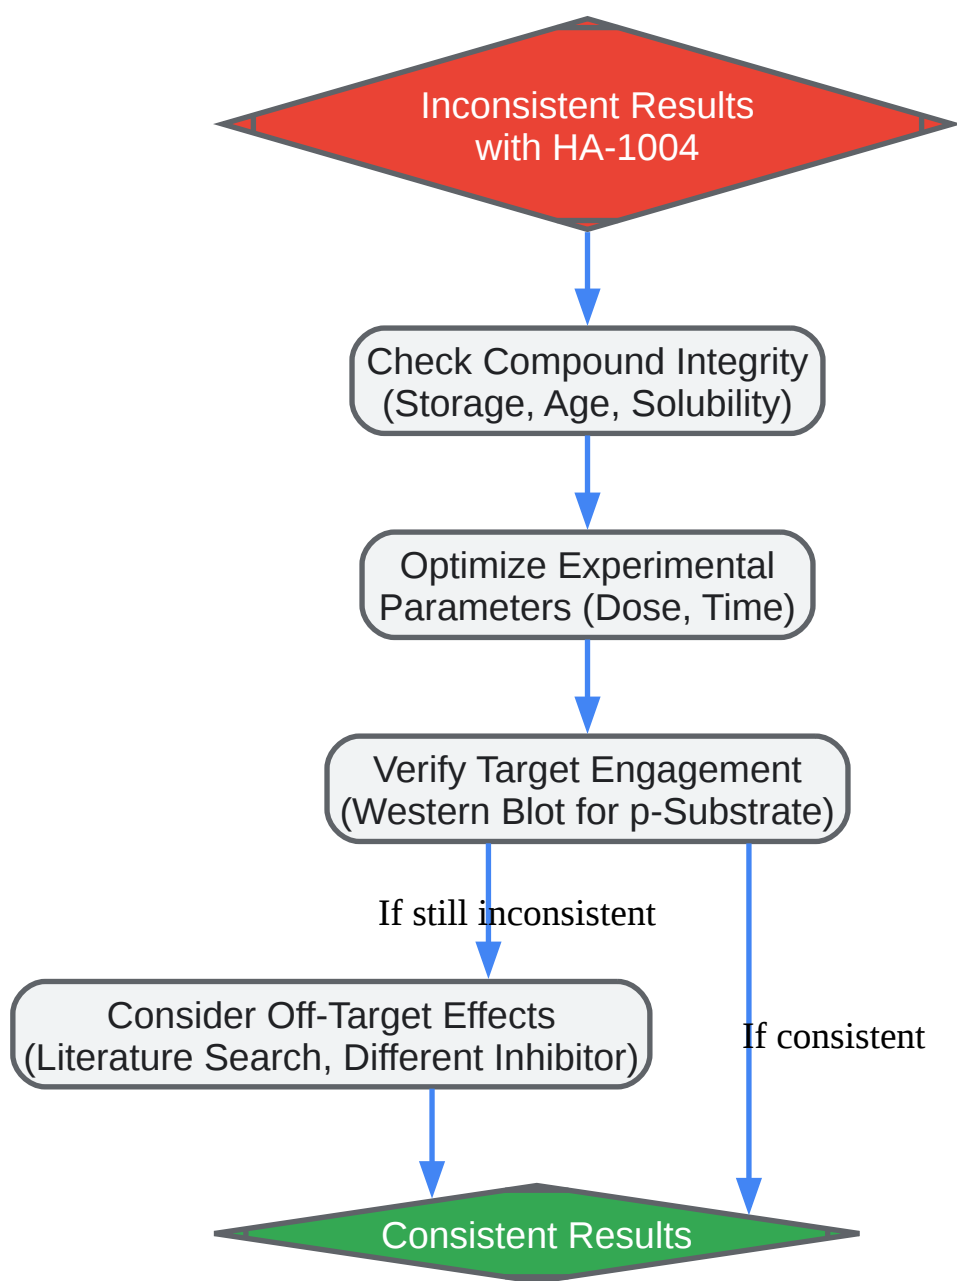 Inconsistent Results
with HA-1004
Check Compound Integrity
(Storage, Age, Solubility)
Optimize Experimental
Parameters (Dose, Time)
Verify Target Engagement
(Western Blot for p-Substrate)
If still inconsistent
Consider Off-Target Effects
(Literature Search, Different Inhibitor)
If consistent
Consistent Results